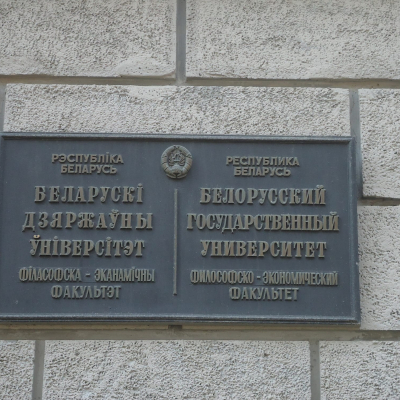 РЭСПУБЛІКА
БЕЛАРУСЬ
БЕЛАРУСКІ
ДЗЯРЖАЎНЫ
ЎНІВЕРСІТЭТ
ФІЛАСОФСКА - ЭКАНАМІЧНЫ
ФАКУЛЬТЭТ
РЕСПУБЛИКА
БЕЛАРУСЬ
БЕЛОРУССКИЙ
ГОСУДАРСТВЕННЫЙ
УНИВЕРСИТЕТ
ФИЛОСОФСКО - ЭКОНОМИЧЕСКИЙ
ФАКУЛЬТЕТ